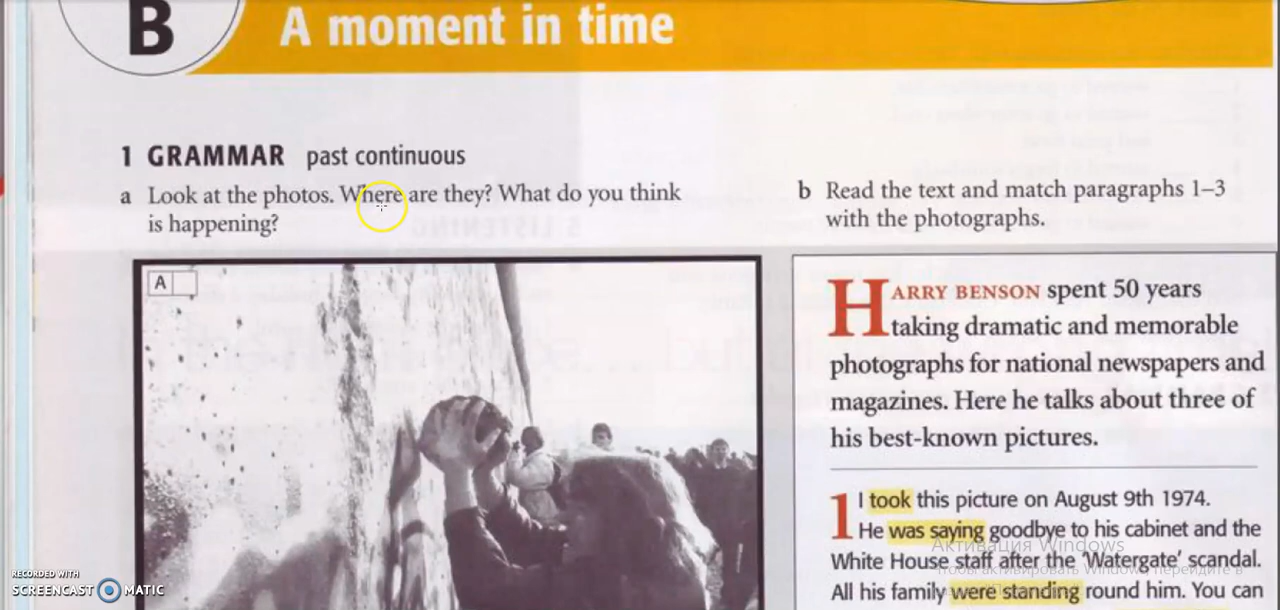 B
A moment in time
1 GRAMMAR past continuous
a Look at the photos. Where are they? What do you think
is happening?
b Read the text and match paragraphs 1–3
with the photographs.
A
HARRY BENSON spent 50 years
taking dramatic and memorable
photographs for national newspapers and
magazines. Here he talks about three of
his best-known pictures.
1 I took this picture on August 9th 1974.
He was saying goodbye to his cabinet and the
White House staff after the 'Watergate' scandal.
All his family were standing round him. You can
Активация Windows
Чтобы активировать Windows, перейдите в
RECORDED WITH
SCREENCAST MATIC